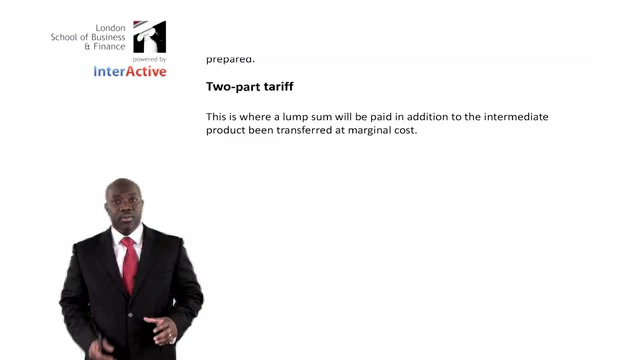 London
School of Business
& Finance
powered by
InterActive
prepared.
Two-part tariff
This is where a lump sum will be paid in addition to the intermediate
product been transferred at marginal cost.